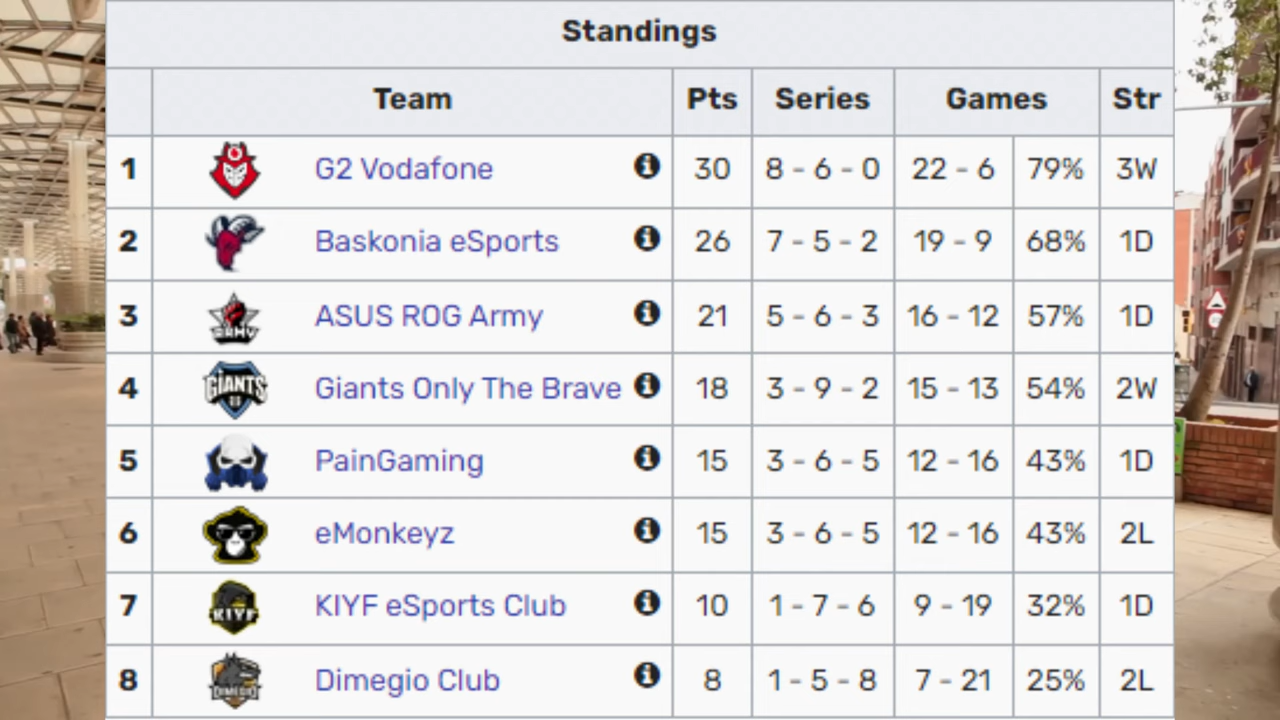 Standings
Team Pts Series Games Str
1 G2 Vodafone 30 8 - 6 - 0 22 - 6 79% 3W
2 Baskonia eSports 26 7 - 5 - 2 19 - 9 68% 1D
3 ARMY ASUS ROG Army 21 5 - 6 - 3 16 - 12 57% 1D
4 GIANTS Giants Only The Brave 18 3 - 9 - 2 15 - 13 54% 2W
5 PainGaming 15 3 - 6 - 5 12 - 16 43% 1D
6 eMonkeyz 15 3 - 6 - 5 12 - 16 43% 2L
7 KIYF KIYF eSports Club 10 1 - 7 - 6 9 - 19 32% 1D
8 DIMEGIO Dimegio Club 8 1 - 5 - 8 7 - 21 25% 2L